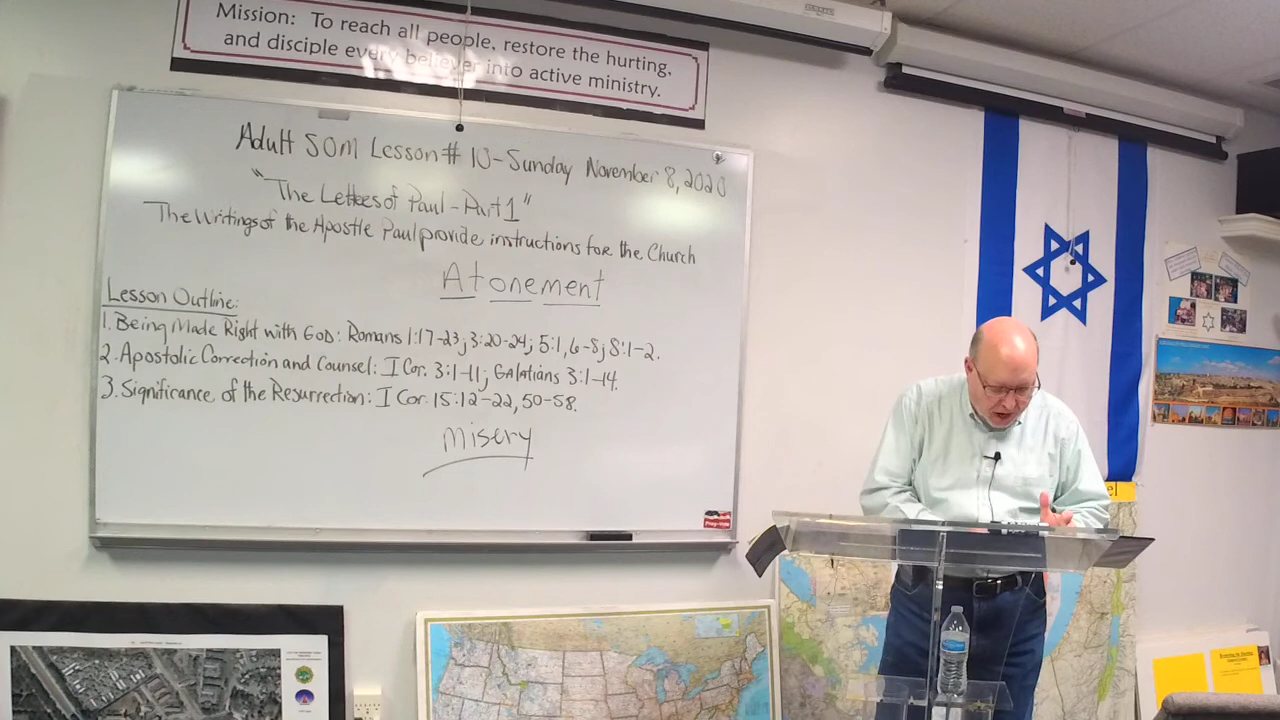 Mission: To reach all people, restore the hurting,
and disciple every believer into active ministry.
Adult SOM Lesson # 10-Sunday November 8, 2020
"The Letters of Paul-Part 1"
The Writings of the Apostle Paul provide instructions for the Church
Atonement
Lesson Outline:
1. Being Made Right with GOD: Romans 1:17-23; 3:20-24; 5:1, 6-8; 8:1-2.
2. Apostolic Correction and Counsel: I Cor. 3:1-11; Galatians 3:1-14.
3. Significance of the Resurrection: I Cor. 15:12-22, 50-58.
Misery